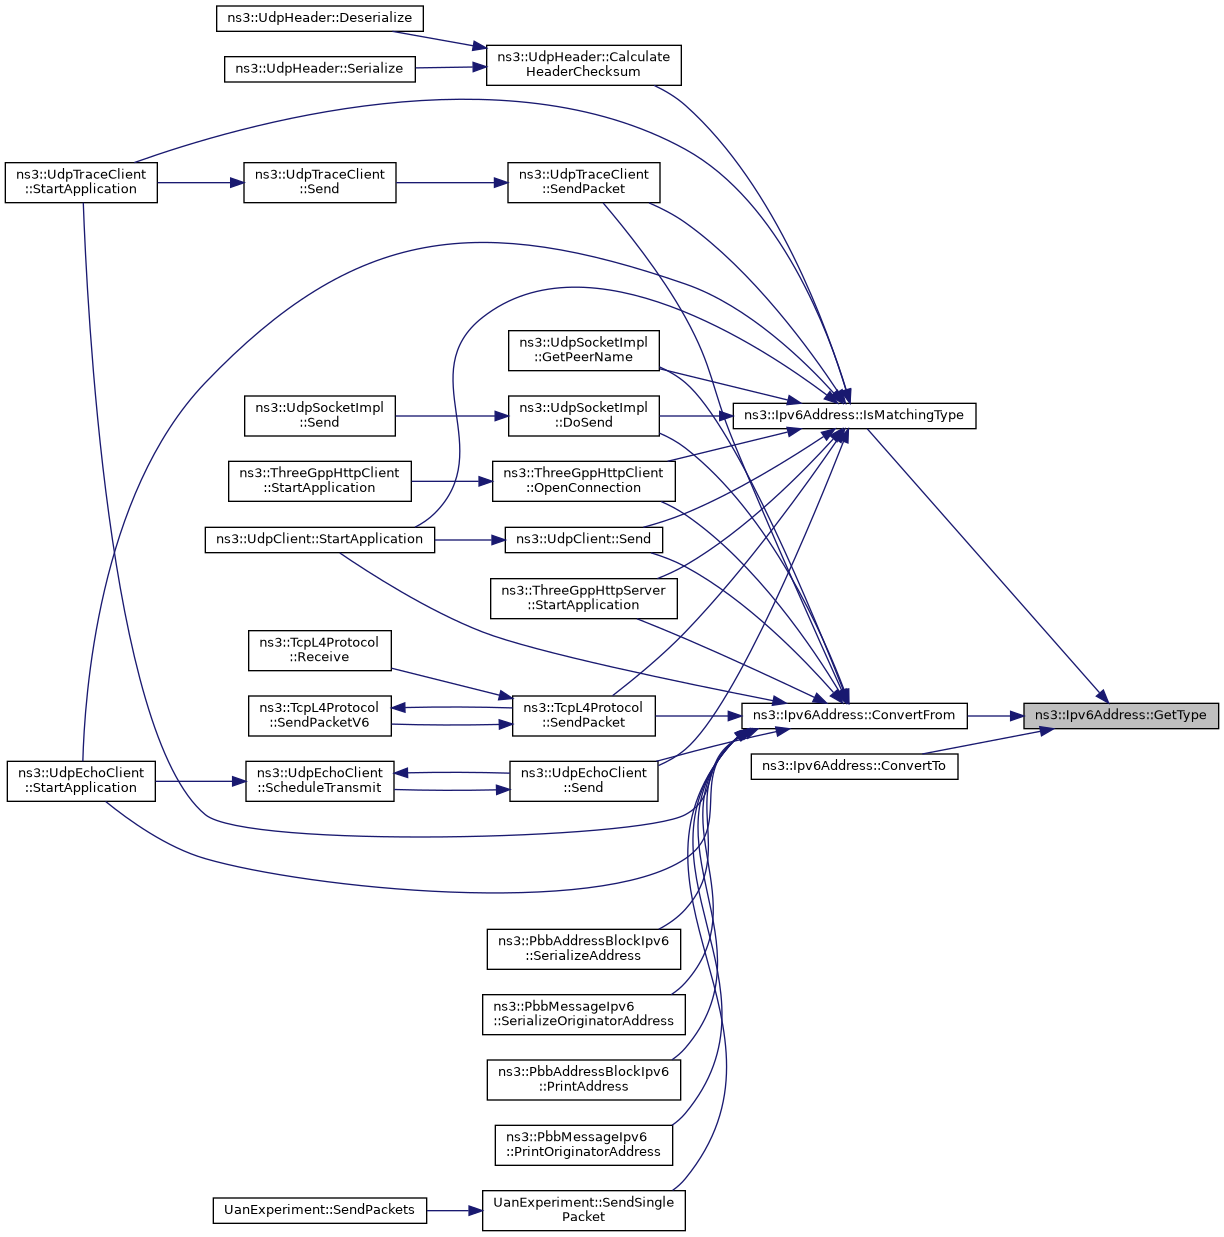 ns3::UdpHeader::Deserialize
ns3::UdpHeader::Calculate
HeaderChecksum
ns3::UdpHeader::Serialize
ns3::UdpTraceClient
::StartApplication
ns3::UdpTraceClient
::Send
ns3::UdpTraceClient
::SendPacket
ns3::UdpSocketImpl
::GetPeerName
ns3::UdpSocketImpl
::Send
ns3::UdpSocketImpl
::DoSend
ns3::Ipv6Address::IsMatchingType
ns3::ThreeGppHttpClient
::StartApplication
ns3::ThreeGppHttpClient
::OpenConnection
ns3::UdpClient::StartApplication
ns3::UdpClient::Send
ns3::ThreeGppHttpServer
::StartApplication
ns3::TcpL4Protocol
::Receive
ns3::TcpL4Protocol
::SendPacketV6
ns3::TcpL4Protocol
::SendPacket
ns3::Ipv6Address::ConvertFrom
ns3::Ipv6Address::GetType
ns3::UdpEchoClient
::StartApplication
ns3::UdpEchoClient
::ScheduleTransmit
ns3::UdpEchoClient
::Send
ns3::Ipv6Address::ConvertTo
ns3::PbbAddressBlockIpv6
::SerializeAddress
ns3::PbbMessageIpv6
::SerializeOriginatorAddress
ns3::PbbAddressBlockIpv6
::PrintAddress
ns3::PbbMessageIpv6
::PrintOriginatorAddress
UanExperiment::SendPackets
UanExperiment::SendSingle
Packet